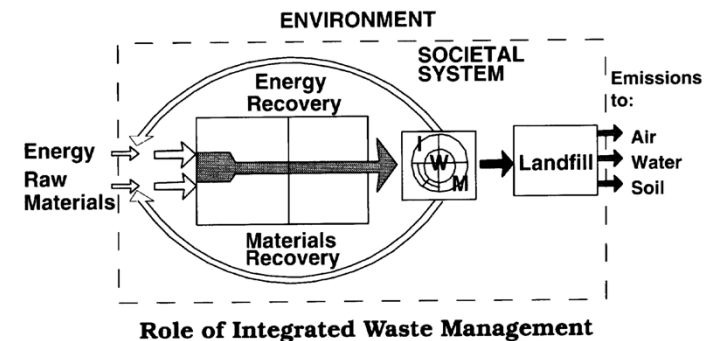 ENVIRONMENT
SOCIETAL
SYSTEM
Energy
Recovery
Emissions
to:
Energy
Raw
Materials
I
W
M
Landfill
Air
Water
Soil
Materials
Recovery
Role of Integrated Waste Management